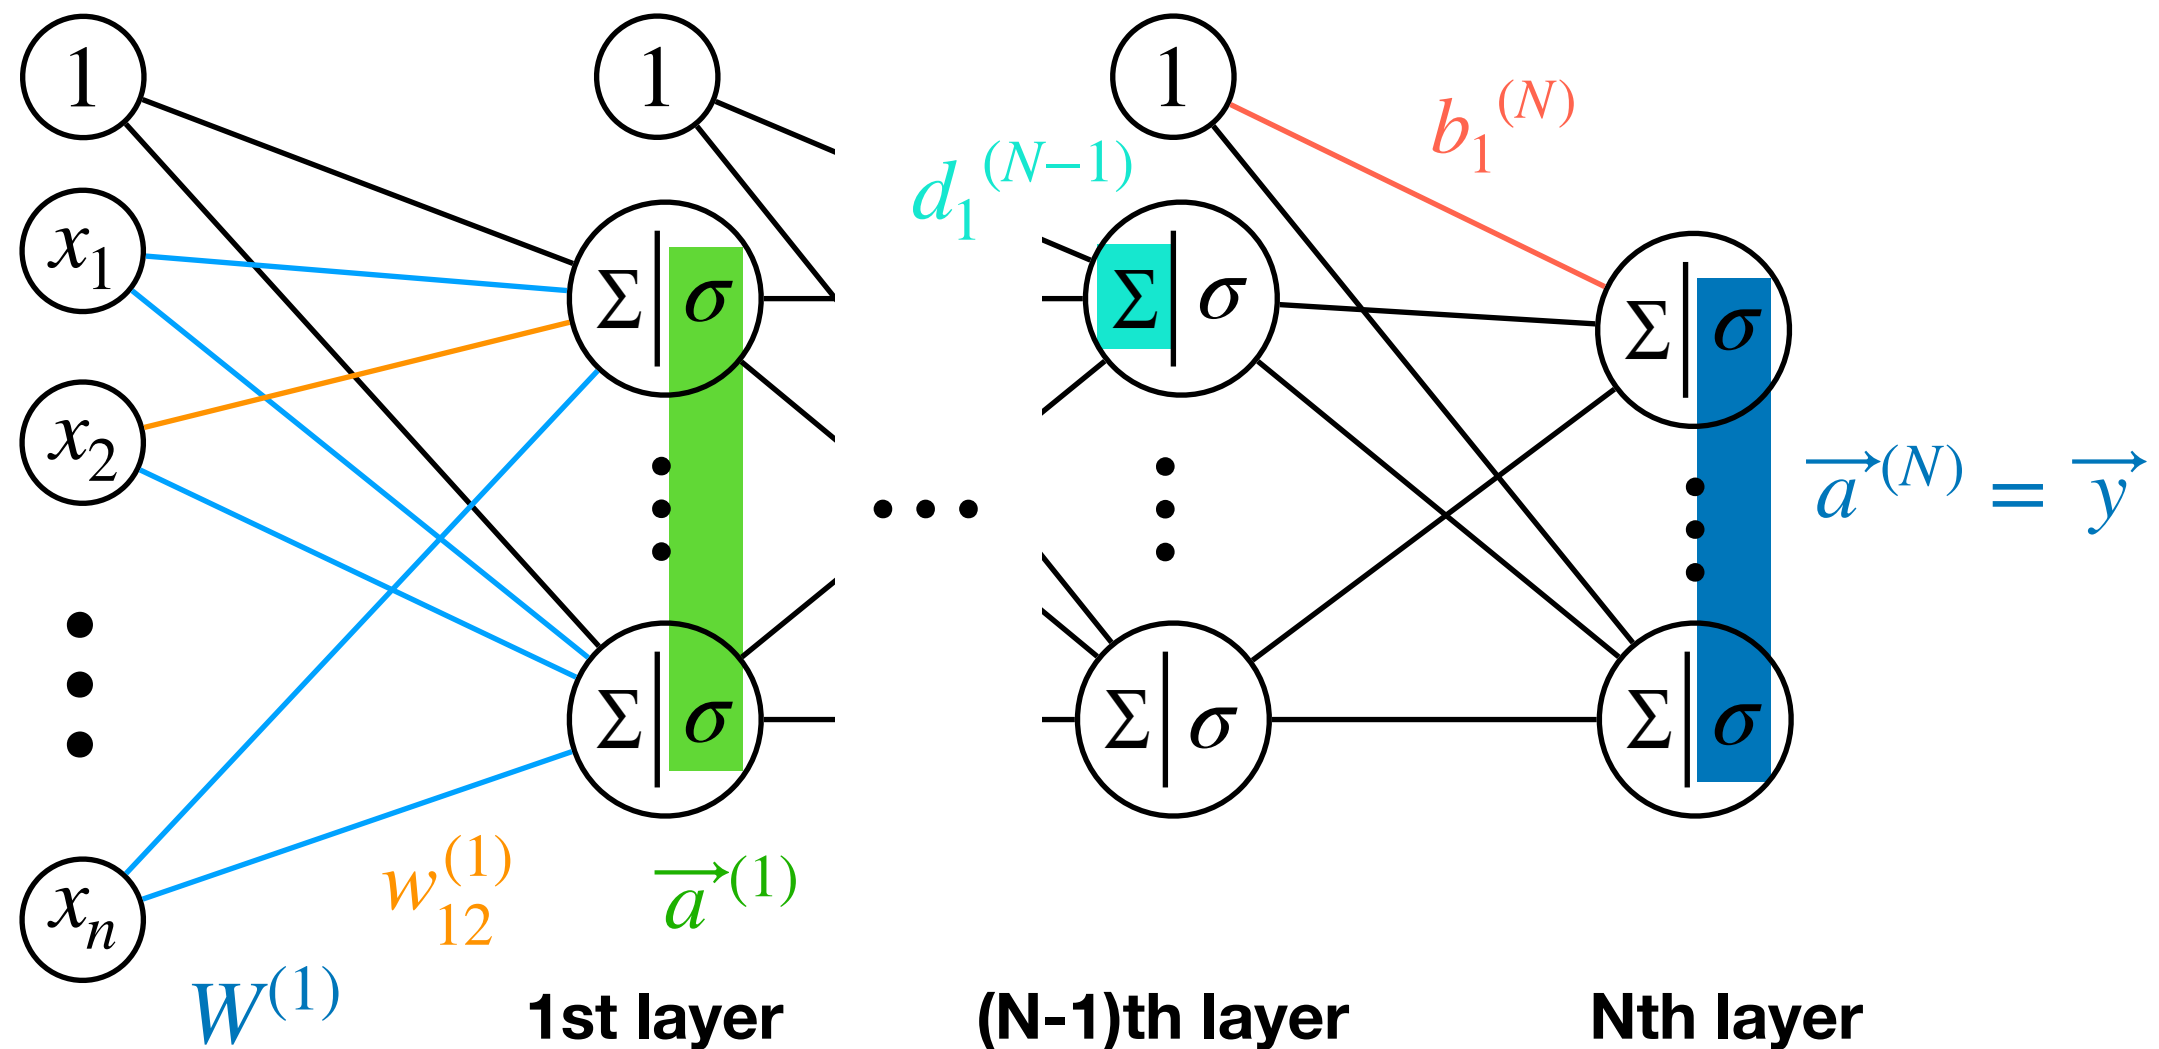 1 1 1
b₁⁽ᴺ⁾
d₁⁽ᴺ⁻¹⁾
x₁ Σ|σ Σ|σ Σ|σ
x₂
a⃗⁽ᴺ⁾ = y⃗
Σ|σ Σ|σ Σ|σ
xₙ w₁₂⁽¹⁾ a⃗⁽¹⁾
W⁽¹⁾ 1st layer (N-1)th layer Nth layer